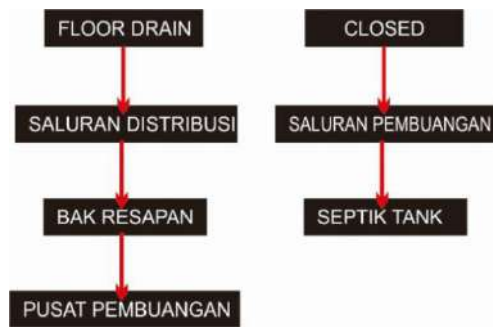 FLOOR DRAIN
SALURAN DISTRIBUSI
BAK RESAPAN
PUSAT PEMBUANGAN
CLOSED
SALURAN PEMBUANGAN
SEPTIK TANK